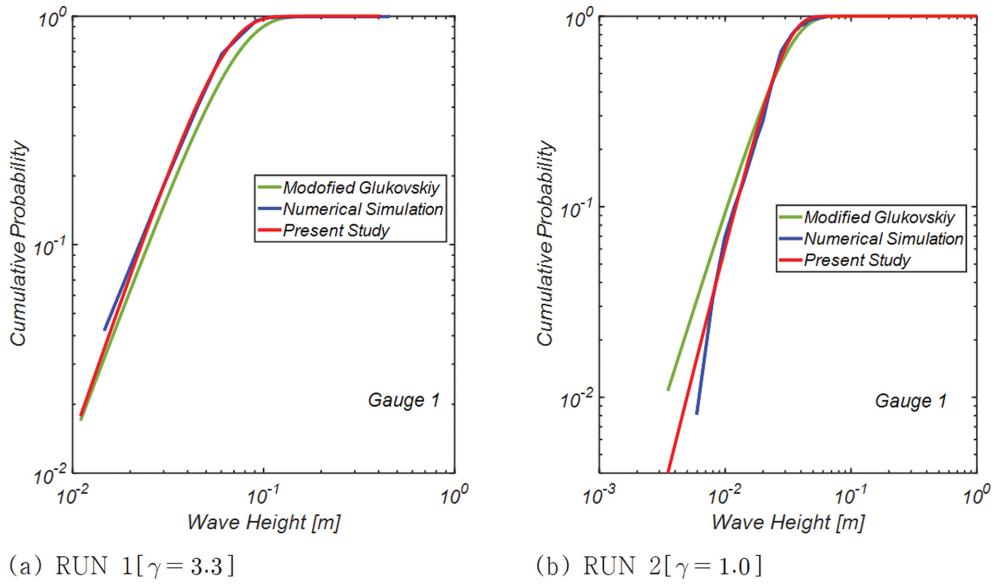 10^0
10^-1
10^-2
Cumulative Probability
Modofied Glukovskiy
Numerical Simulation
Present Study
Gauge 1
10^-2
10^-1
10^0
Wave Height [m]
(a) RUN 1[γ = 3.3]
10^0
10^-1
10^-2
Cumulative Probability
Modified Glukovskiy
Numerical Simulation
Present Study
Gauge 1
10^-3
10^-2
10^-1
10^0
Wave Height [m]
(b) RUN 2[γ = 1.0]